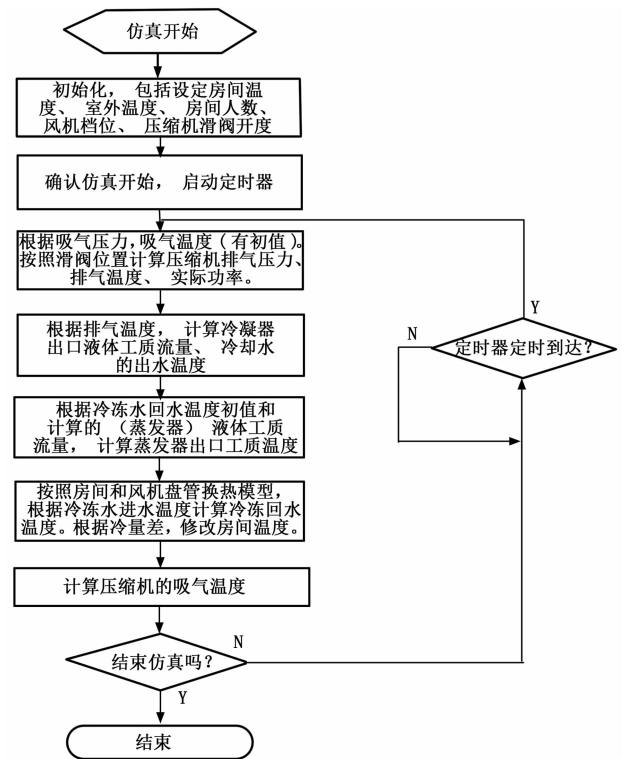 仿真开始
初始化， 包括设定房间温
度、 室外温度、 房间人数、
风机档位、 压缩机滑阀开度
确认仿真开始， 启动定时器
根据吸气压力，吸气温度（有初值）。
按照滑阀位置计算压缩机排气压力、
排气温度、 实际功率。
根据排气温度， 计算冷凝器
出口液体工质流量、 冷却水
的出水温度
根据冷冻水回水温度初值和
计算的 （蒸发器） 液体工质
流量， 计算蒸发器出口工质温度
按照房间和风机盘管换热模型，
根据冷冻水进水温度计算冷冻回水
温度。根据冷量差，修改房间温度。
计算压缩机的吸气温度
结束仿真吗？
N
Y
结束
定时器定时到达？
Y
N